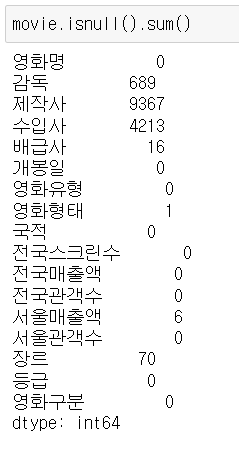 movie.isnull().sum()
영화명 0
감독 689
제작사 9367
수입사 4213
배급사 16
개봉일 0
영화유형 0
영화형태 1
국적 0
전국스크린수 0
전국매출액 0
전국관객수 0
서울매출액 6
서울관객수 0
장르 70
등급 0
영화구분 0
dtype: int64